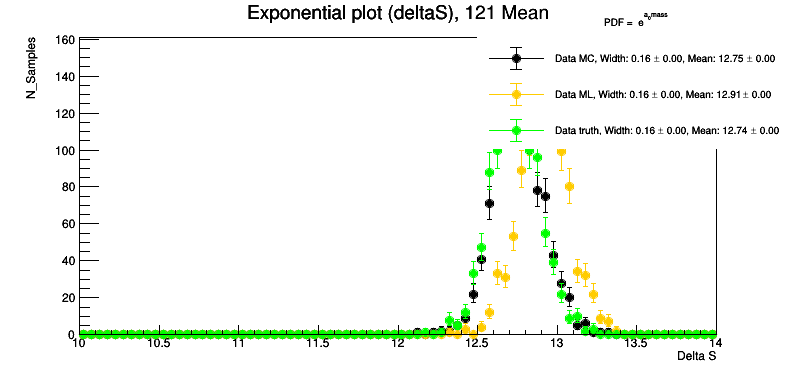 Exponential plot (deltaS), 121 Mean
PDF = e^a₀mass
N_Samples
Data MC, Width: 0.16 ± 0.00, Mean: 12.75 ± 0.00
Data ML, Width: 0.16 ± 0.00, Mean: 12.91 ± 0.00
Data truth, Width: 0.16 ± 0.00, Mean: 12.74 ± 0.00
160
140
120
100
80
60
40
20
0
10 10.5 11 11.5 12 12.5 13 13.5 14
Delta S